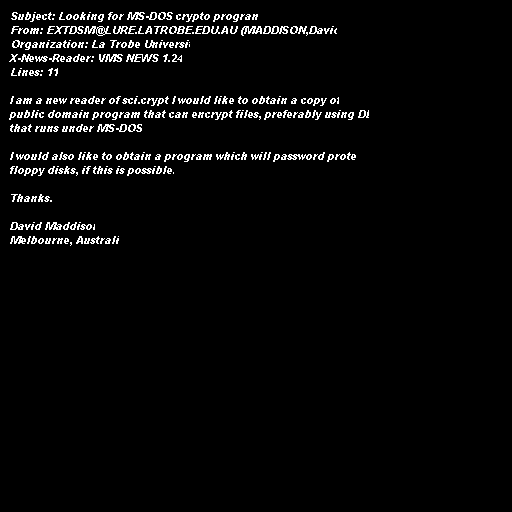 Subject: Looking for MS-DOS crypto program
From: EXTDSM@LURE.LATROBE.EDU.AU (MADDISON,David
Organization: La Trobe Universi
X-News-Reader: VMS NEWS 1.24
Lines: 11
I am a new reader of sci.crypt I would like to obtain a copy of
public domain program that can encrypt files, preferably using D
that runs under MS-DOS
I would also like to obtain a program which will password prote
floppy disks, if this is possible.
Thanks.
David Maddison
Melbourne, Australi